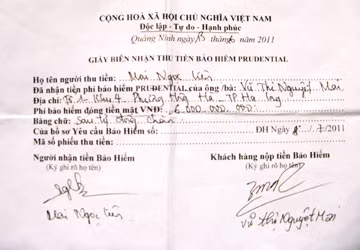 CỘNG HOÀ XÃ HỘI CHỦ NGHĨA VIỆT NAM
Độc lập - Tự do - Hạnh phúc
Quảng Ninh ngày 13 tháng 6 năm 2011
GIẤY BIÊN NHẬN THU TIỀN BẢO HIỂM PRUDENTIAL
Họ tên người thu tiền: Mai Ngọc
Đã nhận tiền phí bảo hiểm PRUDENTIAL của ông /bà: Vũ Thị Nguyệt Mai
Địa chỉ: Khu 4 Phường Hồng Hà TP Hạ Long
Phí bảo hiểm đóng tiền mặt VND: 6.000.000,000
Bằng chữ: Sáu đồng chẵn
Của hồ sơ Yêu cầu Bảo Hiểm số: ĐH Ngày /7/2011
Mã số phiếu thu tiền:
Người nhận tiền Bảo Hiểm Khách hàng nộp tiền Bảo Hiểm
(Ký ghi rõ họ tên) (Ký ghi rõ họ tên)
Mai Ngọc Vũ Thị Nguyệt Mai